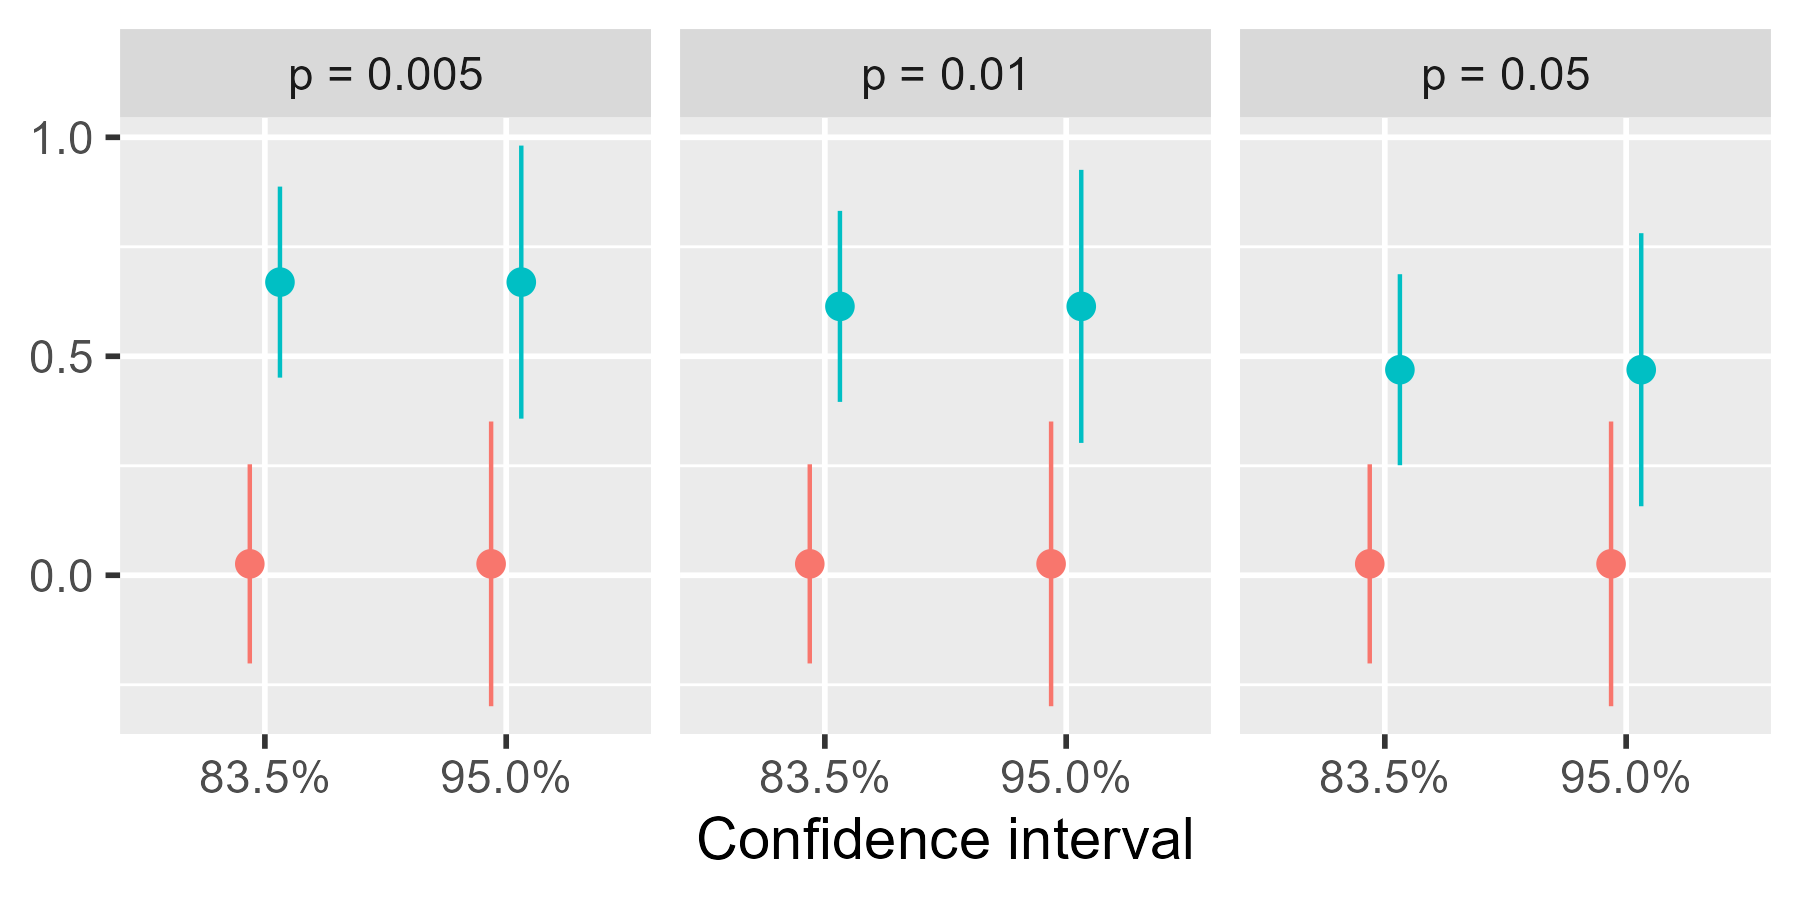 p = 0.005 p = 0.01 p = 0.05
1.0
0.5
0.0
83.5% 95.0% 83.5% 95.0% 83.5% 95.0%
Confidence interval